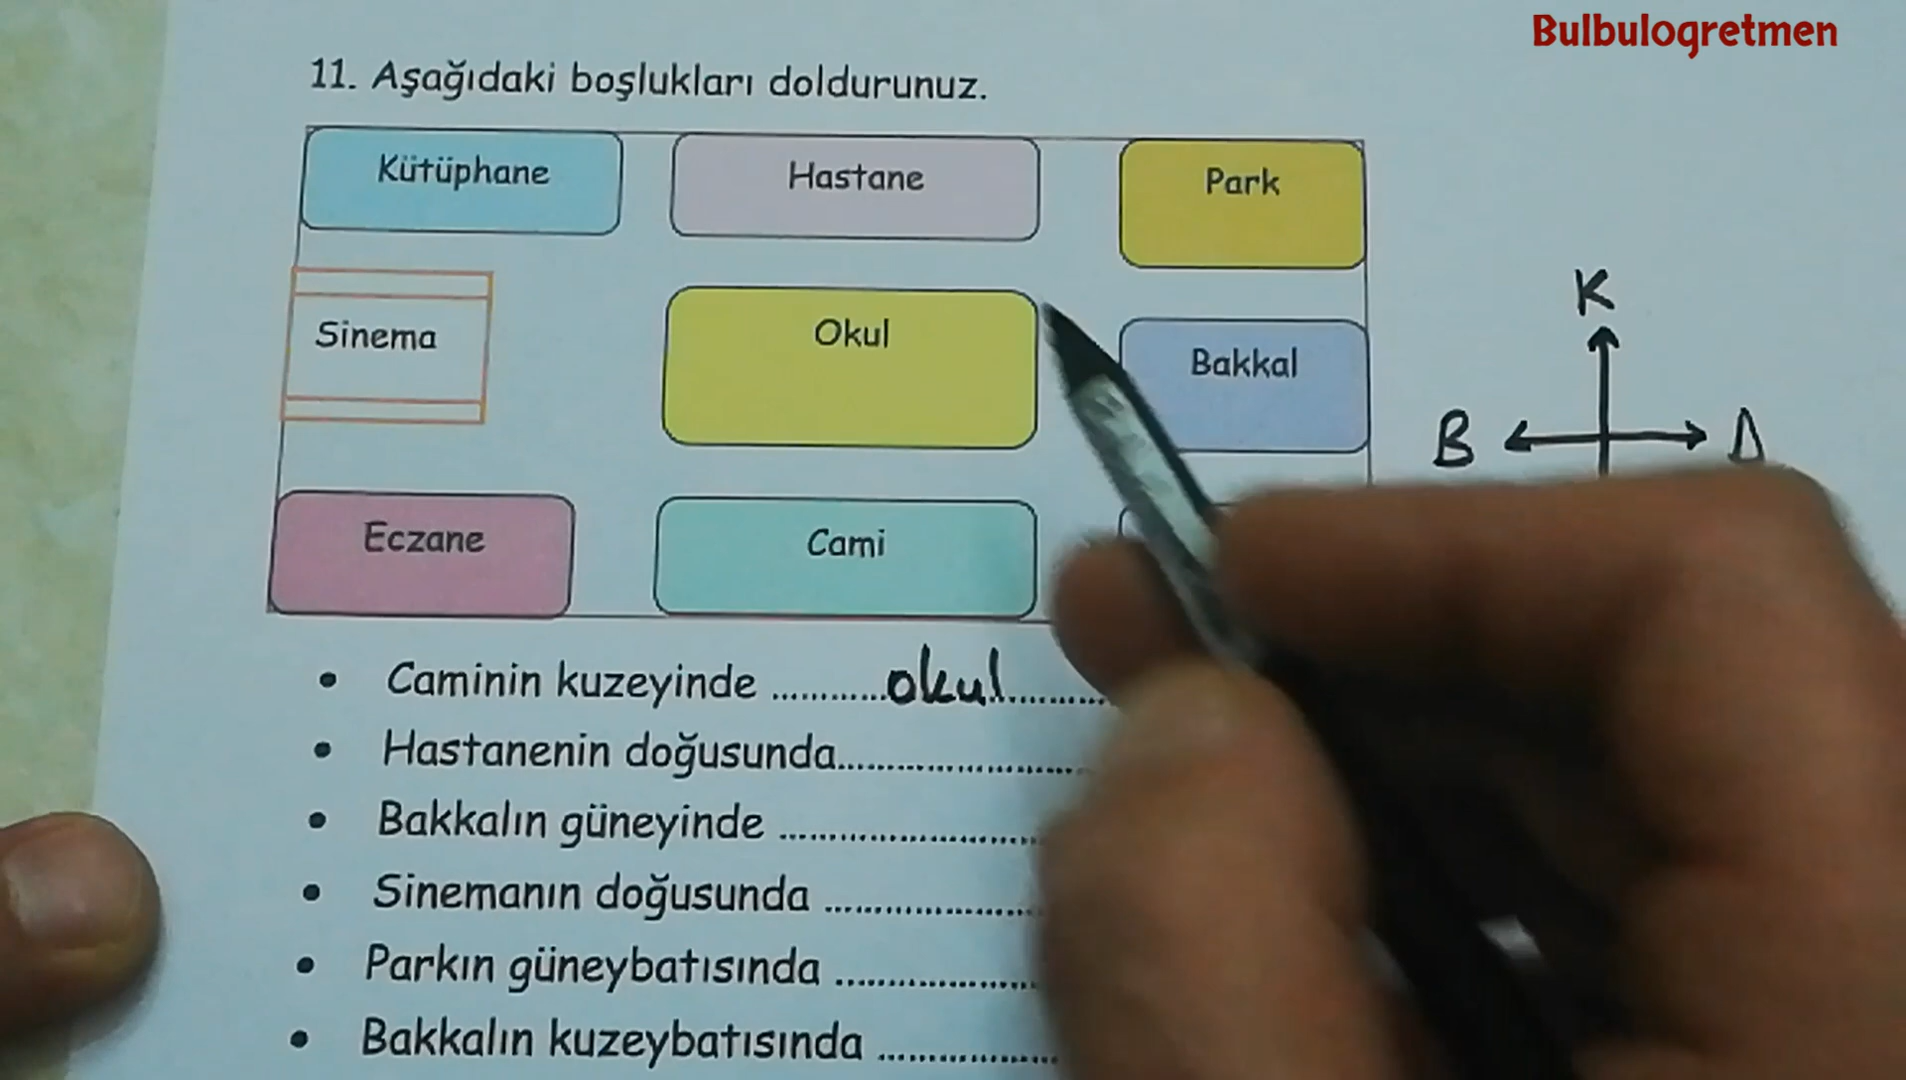 Bulbulogretmen
11. Aşağıdaki boşlukları doldurunuz.
Kütüphane
Hastane
Park
Sinema
Okul
Bakkal
Eczane
Cami
K
B
D
Caminin kuzeyinde ...........okul..........
Hastanenin doğusunda....................
Bakkalın güneyinde ....................
Sinemanın doğusunda ................
Parkın güneybatısında ................
Bakkalın kuzeybatısında ..............